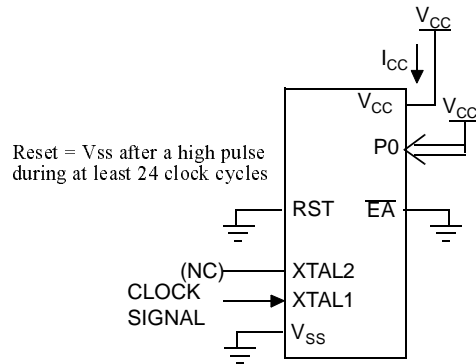 V_CC
I_CC
V_CC
V_CC
P0
Reset = Vss after a high pulse
during at least 24 clock cycles
RST
EA
(NC)
XTAL2
CLOCK
SIGNAL
XTAL1
V_SS